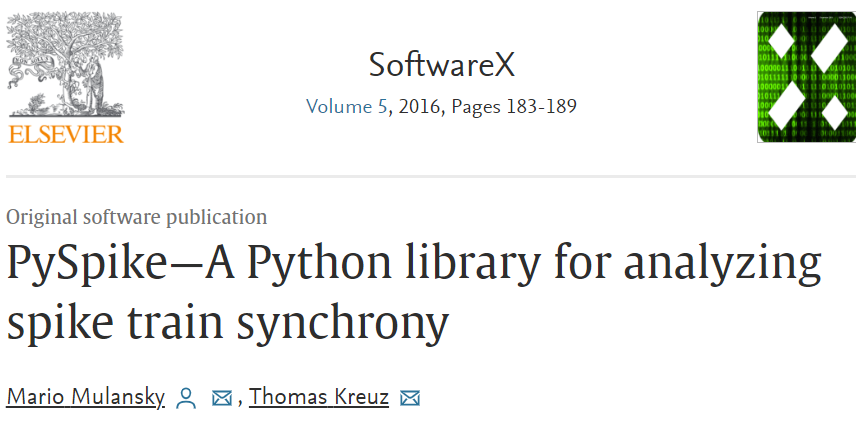 SoftwareX
Volume 5, 2016, Pages 183-189
ELSEVIER
Original software publication
PySpike—A Python library for analyzing
spike train synchrony
Mario Mulansky , Thomas Kreuz